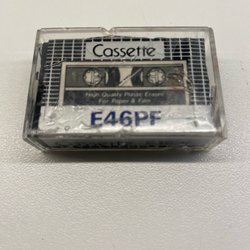 Cassette
High Quality Plastic Eraser
For Paper & Film
E46PF